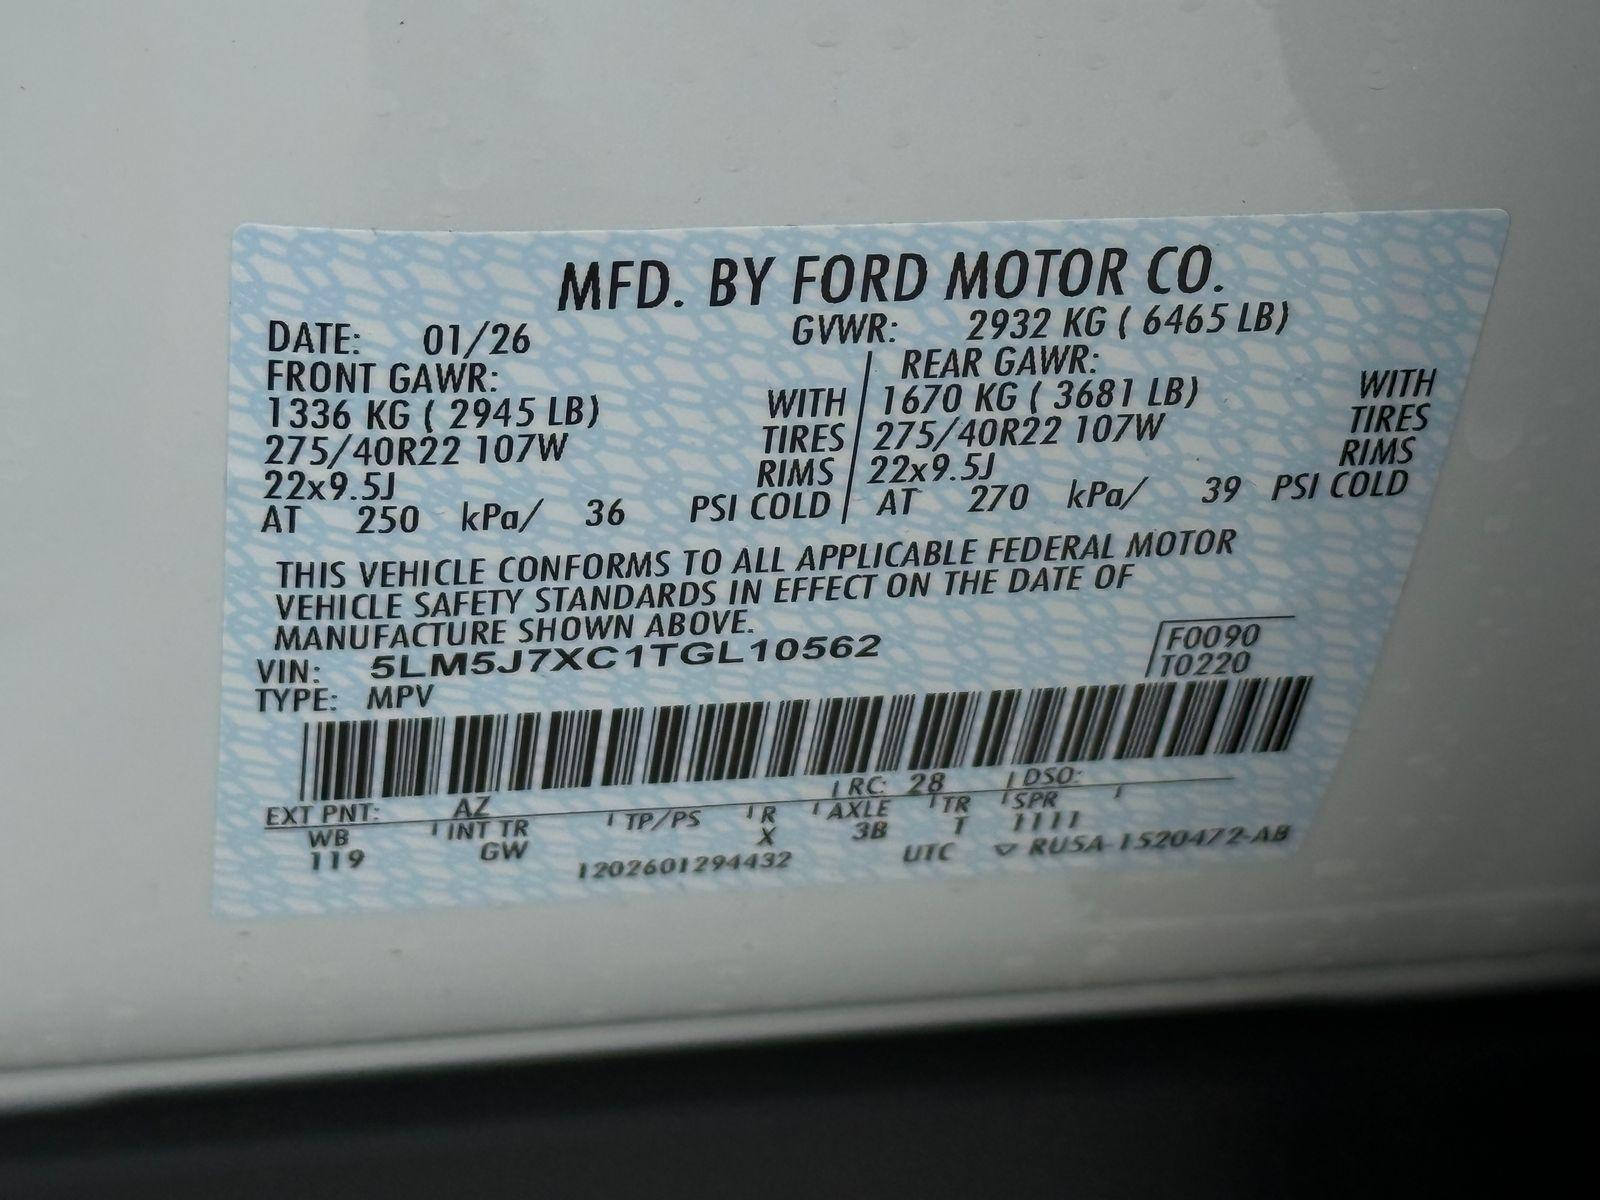 MFD. BY FORD MOTOR CO.
DATE: 01/26 GVWR: 2932 KG ( 6465 LB)
FRONT GAWR: REAR GAWR:
1336 KG ( 2945 LB) WITH 1670 KG ( 3681 LB) WITH
275/40R22 107W TIRES 275/40R22 107W TIRES
22x9.5J RIMS 22x9.5J RIMS
AT 250 kPa/ 36 PSI COLD AT 270 kPa/ 39 PSI COLD
THIS VEHICLE CONFORMS TO ALL APPLICABLE FEDERAL MOTOR
VEHICLE SAFETY STANDARDS IN EFFECT ON THE DATE OF
MANUFACTURE SHOWN ABOVE.
VIN: 5LM5J7XC1TGL10562 F0090
TYPE: MPV T0220
EXT PNT: AZ RC: 28 DSO:
WB INT TR TP/PS R AXLE TR SPR
119 GW X 3B T 1111
1202601294432 UTC ▽ RU5A-1520472-AB